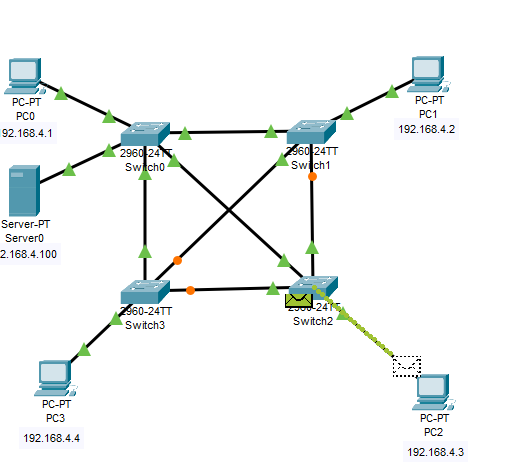 PC-PT
PC0
192.168.4.1
PC-PT
PC1
192.168.4.2
2960-24TT
Switch0
2960-24TT
Switch1
Server-PT
Server0
2.168.4.100
2960-24TT
Switch3
2960-24TT
Switch2
PC-PT
PC3
192.168.4.4
PC-PT
PC2
192.168.4.3